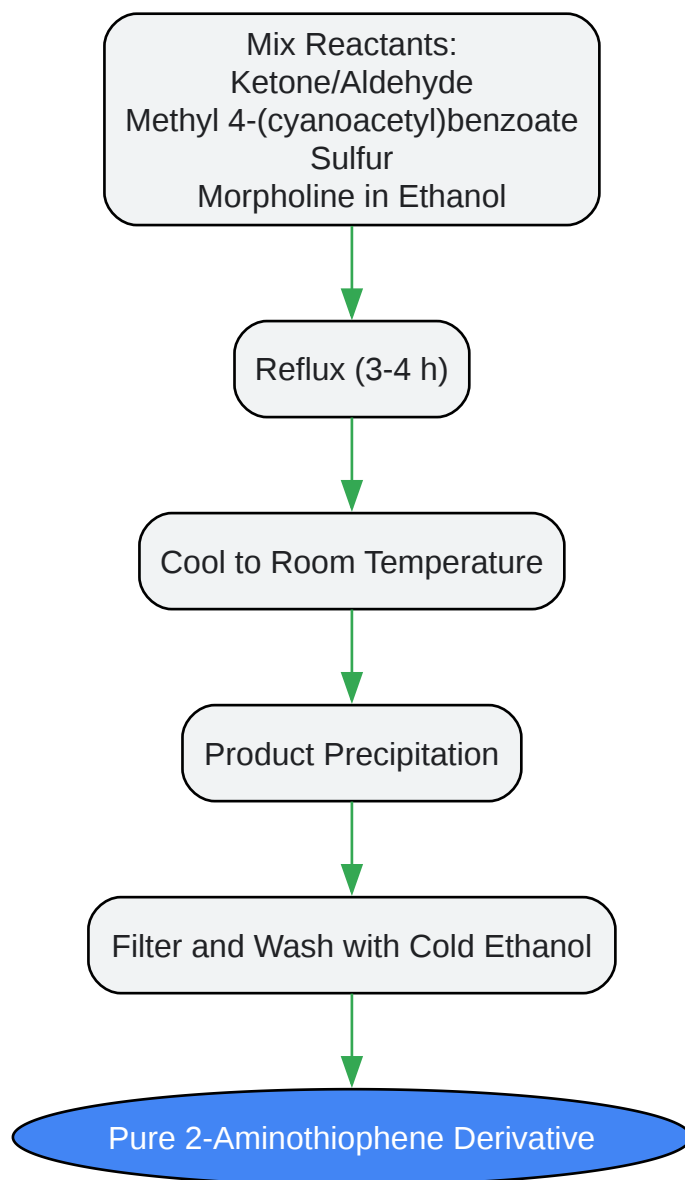 Mix Reactants:
Ketone/Aldehyde
Methyl 4-(cyanoacetyl)benzoate
Sulfur
Morpholine in Ethanol
Reflux (3-4 h)
Cool to Room Temperature
Product Precipitation
Filter and Wash with Cold Ethanol
Pure 2-Aminothiophene Derivative